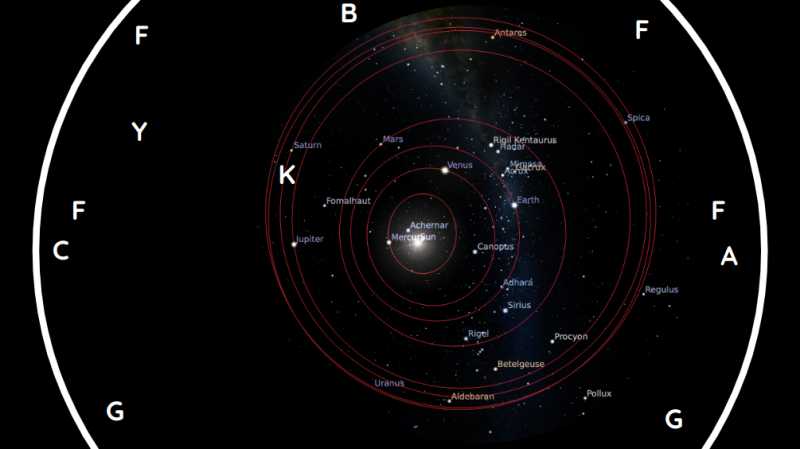 B
F
F
Antares
Spica
Y
Mars
Rigil Kentaurus
Hadar
Saturn
Venus
Mimosa
K
Fomalhaut
Earth
F
F
Achernar
Mercury
Sun
Jupiter
Canopus
C
A
Adhara
Regulus
Sirius
Rigel
Procyon
Betelgeuse
Uranus
Aldebaran
Pollux
G
G